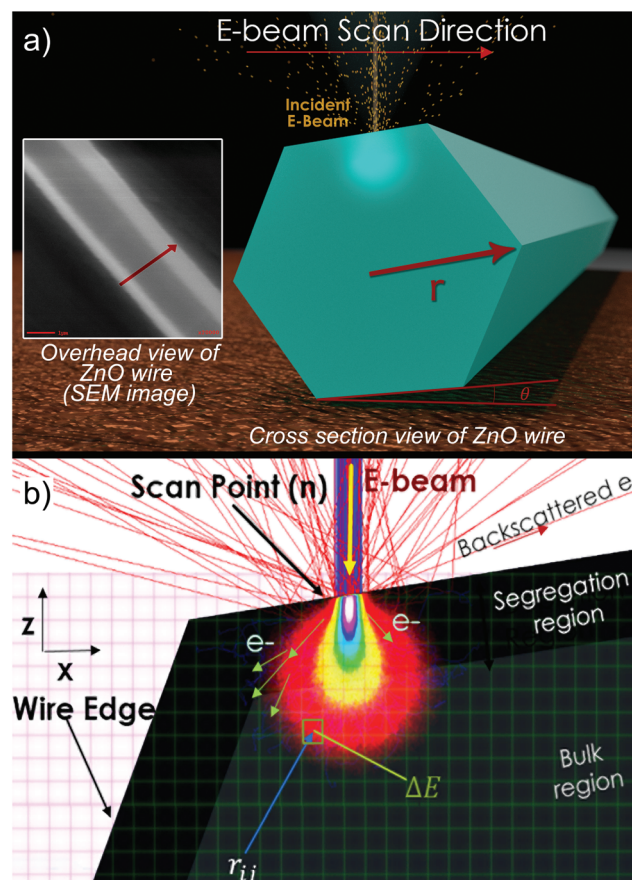 a)
E-beam Scan Direction
Incident
E-Beam
r
1µm
Overhead view of
ZnO wire
(SEM image)
θ
Cross section view of ZnO wire
b)
Scan Point (n)
E-beam
Backscattered e
Segregation
region
z
x
e-
e-
Wire Edge
ΔE
Bulk
region
r_ij